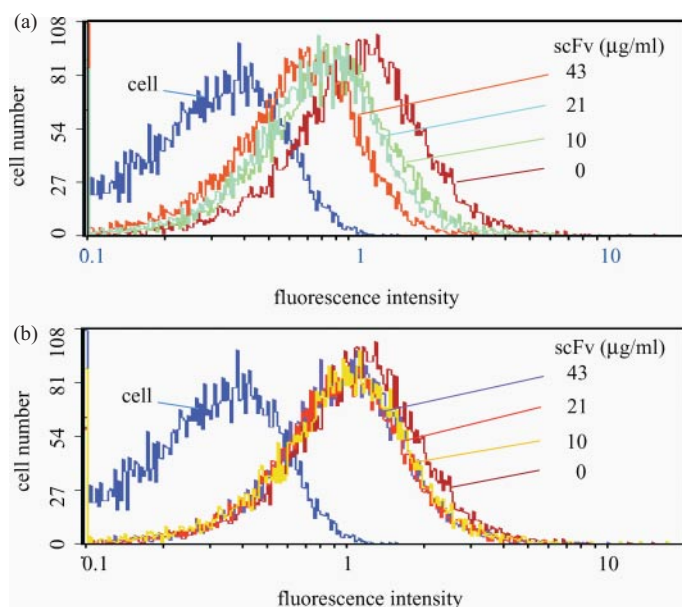 (a)
108
81
54
27
0
cell number
cell
scFv (µg/ml)
43
21
10
0
0.1
1
10
fluorescence intensity
(b)
108
81
54
27
0
cell number
cell
scFv (µg/ml)
43
21
10
0
0.1
1
10
fluorescence intensity